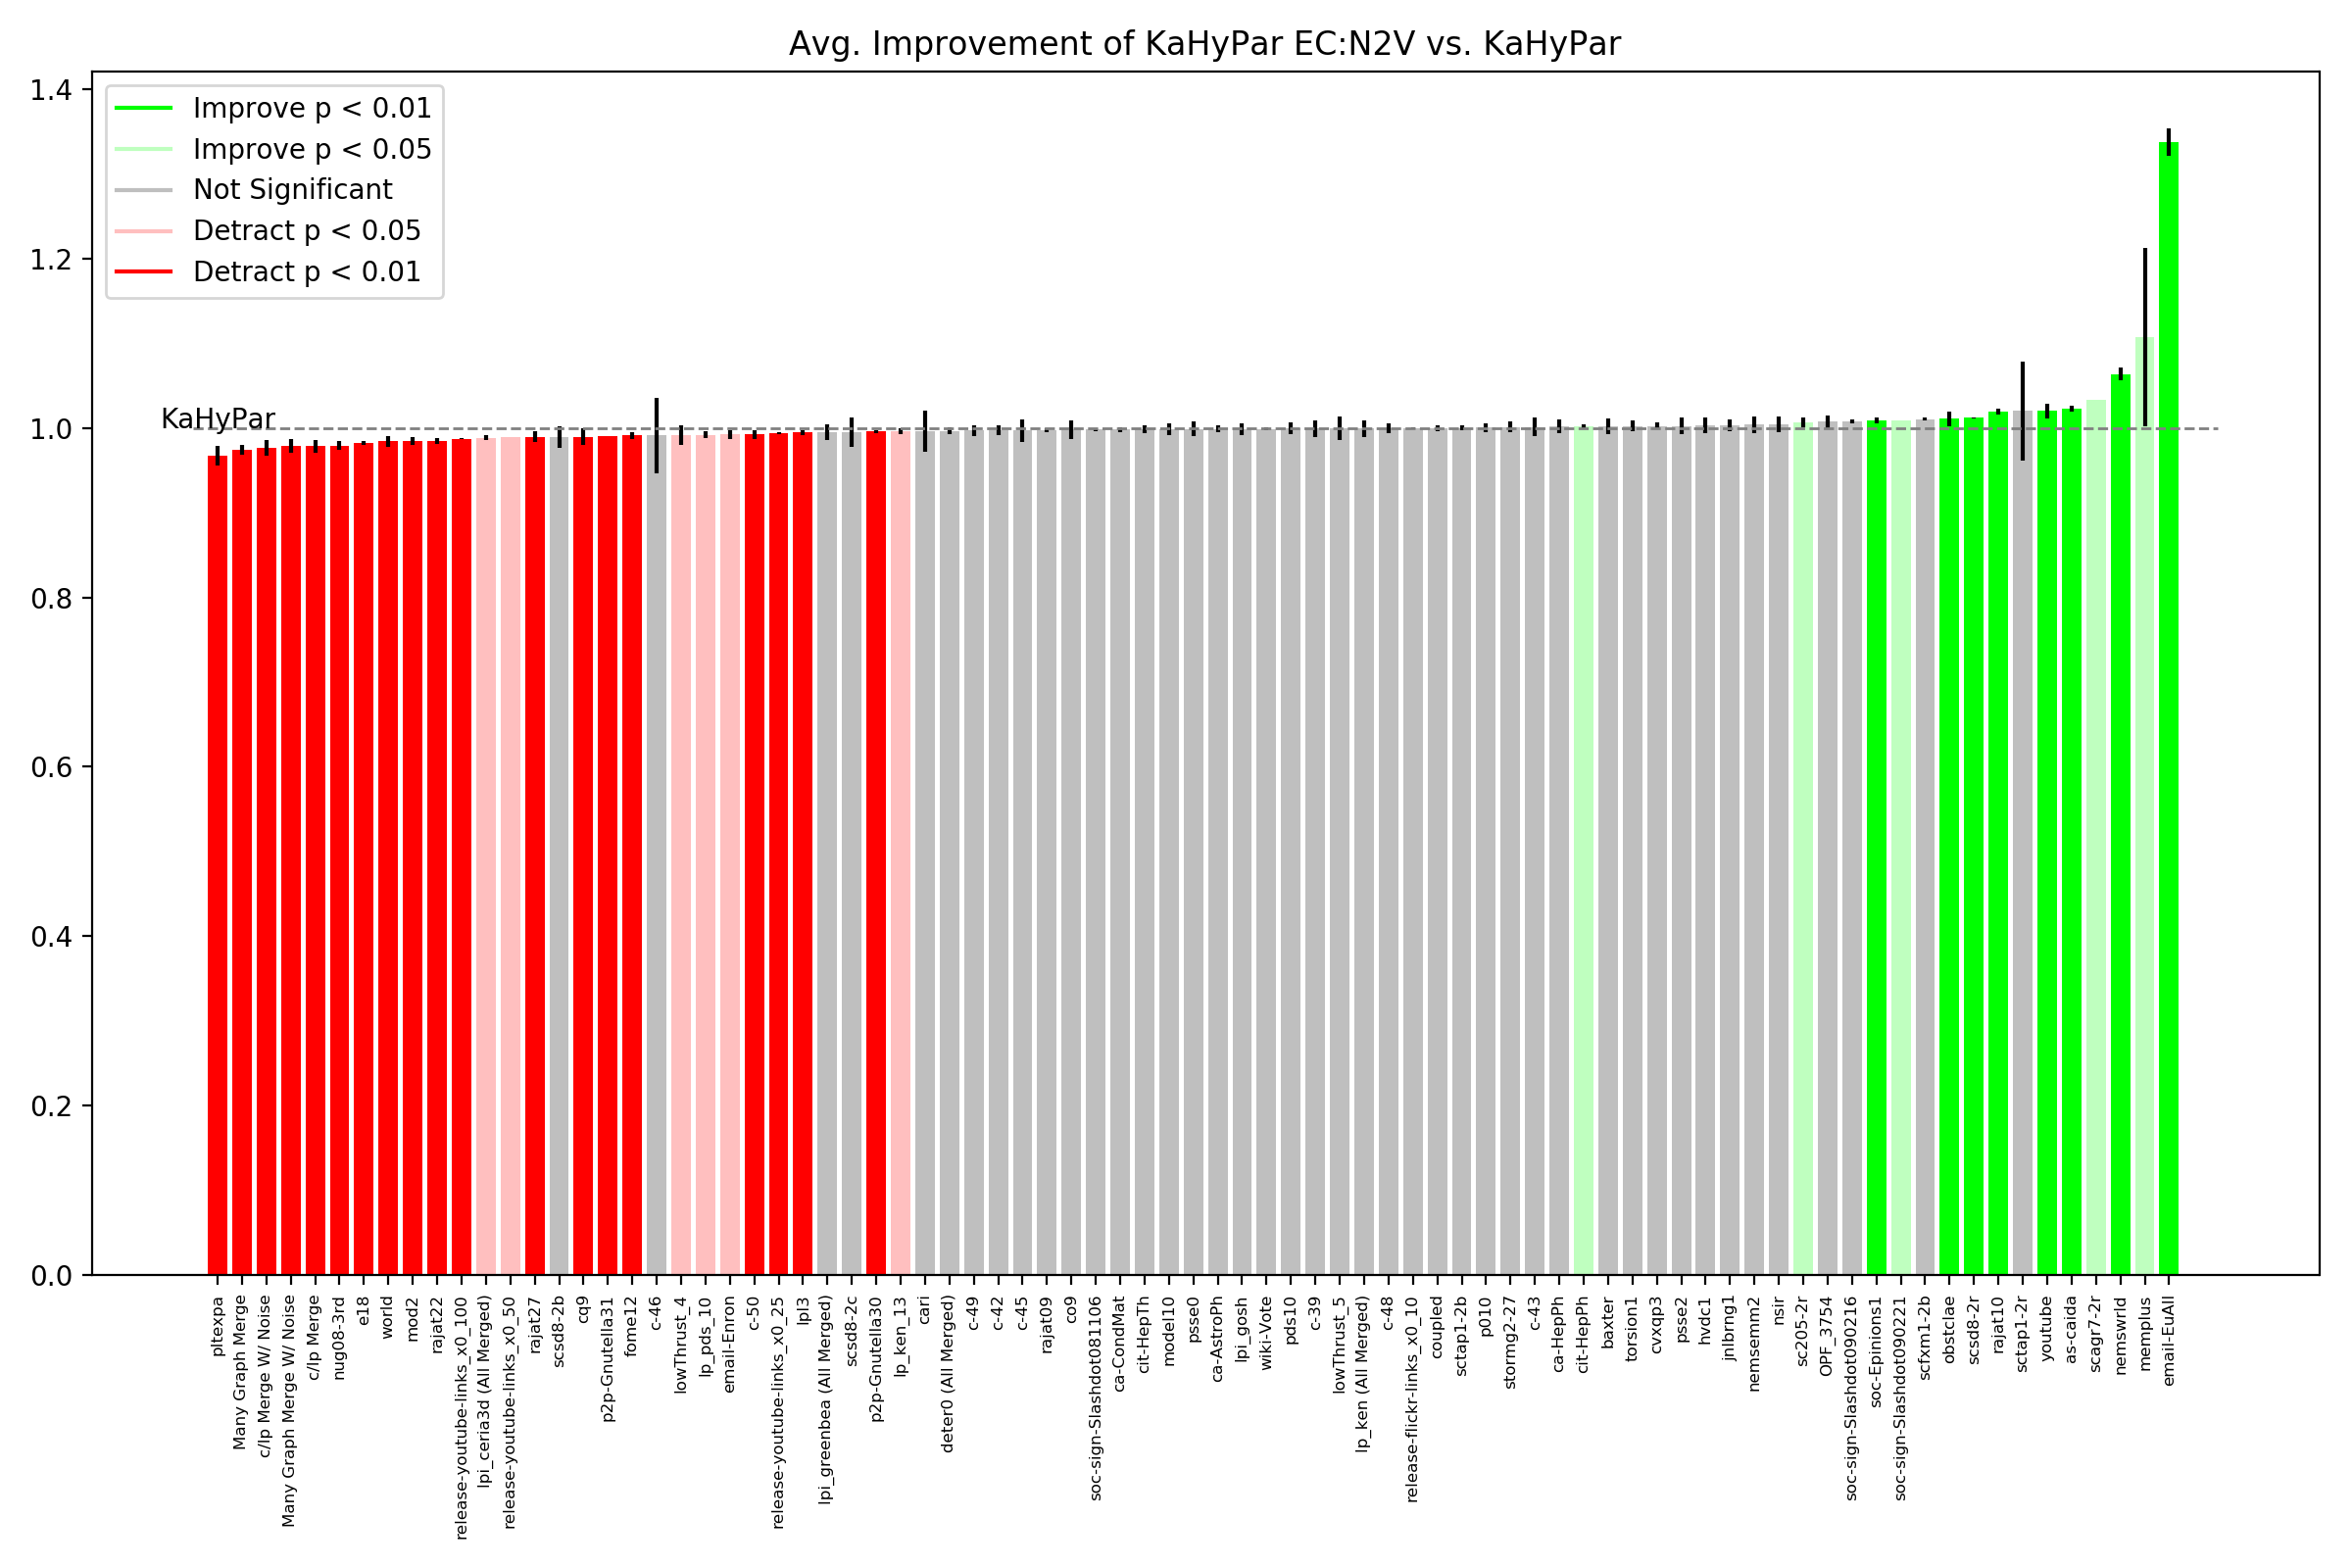 Avg. Improvement of KaHyPar EC:N2V vs. KaHyPar
1.4
1.2
1.0
0.8
0.6
0.4
0.2
0.0
Improve p < 0.01
Improve p < 0.05
Not Significant
Detract p < 0.05
Detract p < 0.01
KaHyPar
pltexpa
Many Graph Merge
c/lp Merge W/ Noise
Many Graph Merge W/ Noise
c/lp Merge
nug08-3rd
e18
world
mod2
rajat22
release-youtube-links_x0_100
lpi_ceria3d (All Merged)
release-youtube-links_x0_50
rajat27
scsd8-2b
cq9
p2p-Gnutella31
fome12
c-46
lowThrust_4
lp_pds_10
email-Enron
c-50
release-youtube-links_x0_25
lpl3
lpi_greenbea (All Merged)
scsd8-2c
p2p-Gnutella30
lp_ken_13
cari
deter0 (All Merged)
c-49
c-42
c-45
rajat09
co9
soc-sign-Slashdot081106
ca-CondMat
cit-HepTh
model10
psse0
ca-AstroPh
lpi_gosh
wiki-Vote
pds10
c-39
lowThrust_5
lp_ken (All Merged)
c-48
release-flickr-links_x0_10
coupled
sctap1-2b
p010
stormg2-27
c-43
ca-HepPh
cit-HepPh
baxter
torsion1
cvxqp3
psse2
hvdc1
jnlbrng1
nemsemm2
nsir
sc205-2r
OPF_3754
soc-sign-Slashdot090216
soc-Epinions1
soc-sign-Slashdot090221
scfxm1-2b
obstclae
scsd8-2r
rajat10
sctap1-2r
youtube
as-caida
scagr7-2r
nemswrld
memplus
email-EuAll